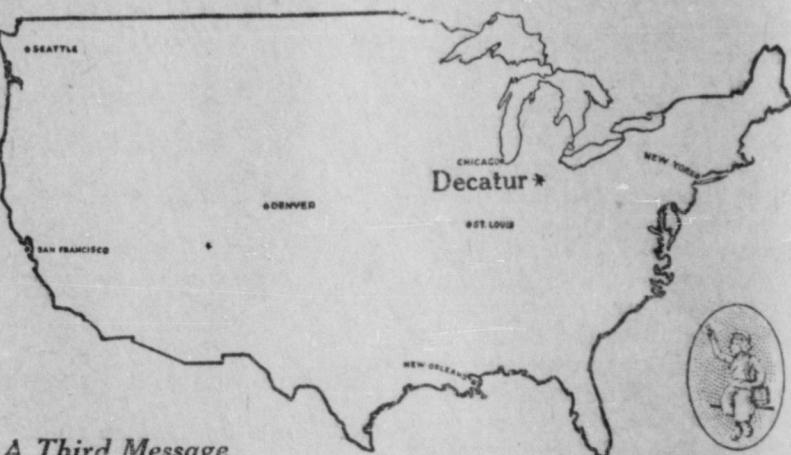 SEATTLE
CHICAGO
NEW YORK
Decatur *
DENVER
ST. LOUIS
SAN FRANCISCO
NEW ORLEANS
A Third Message